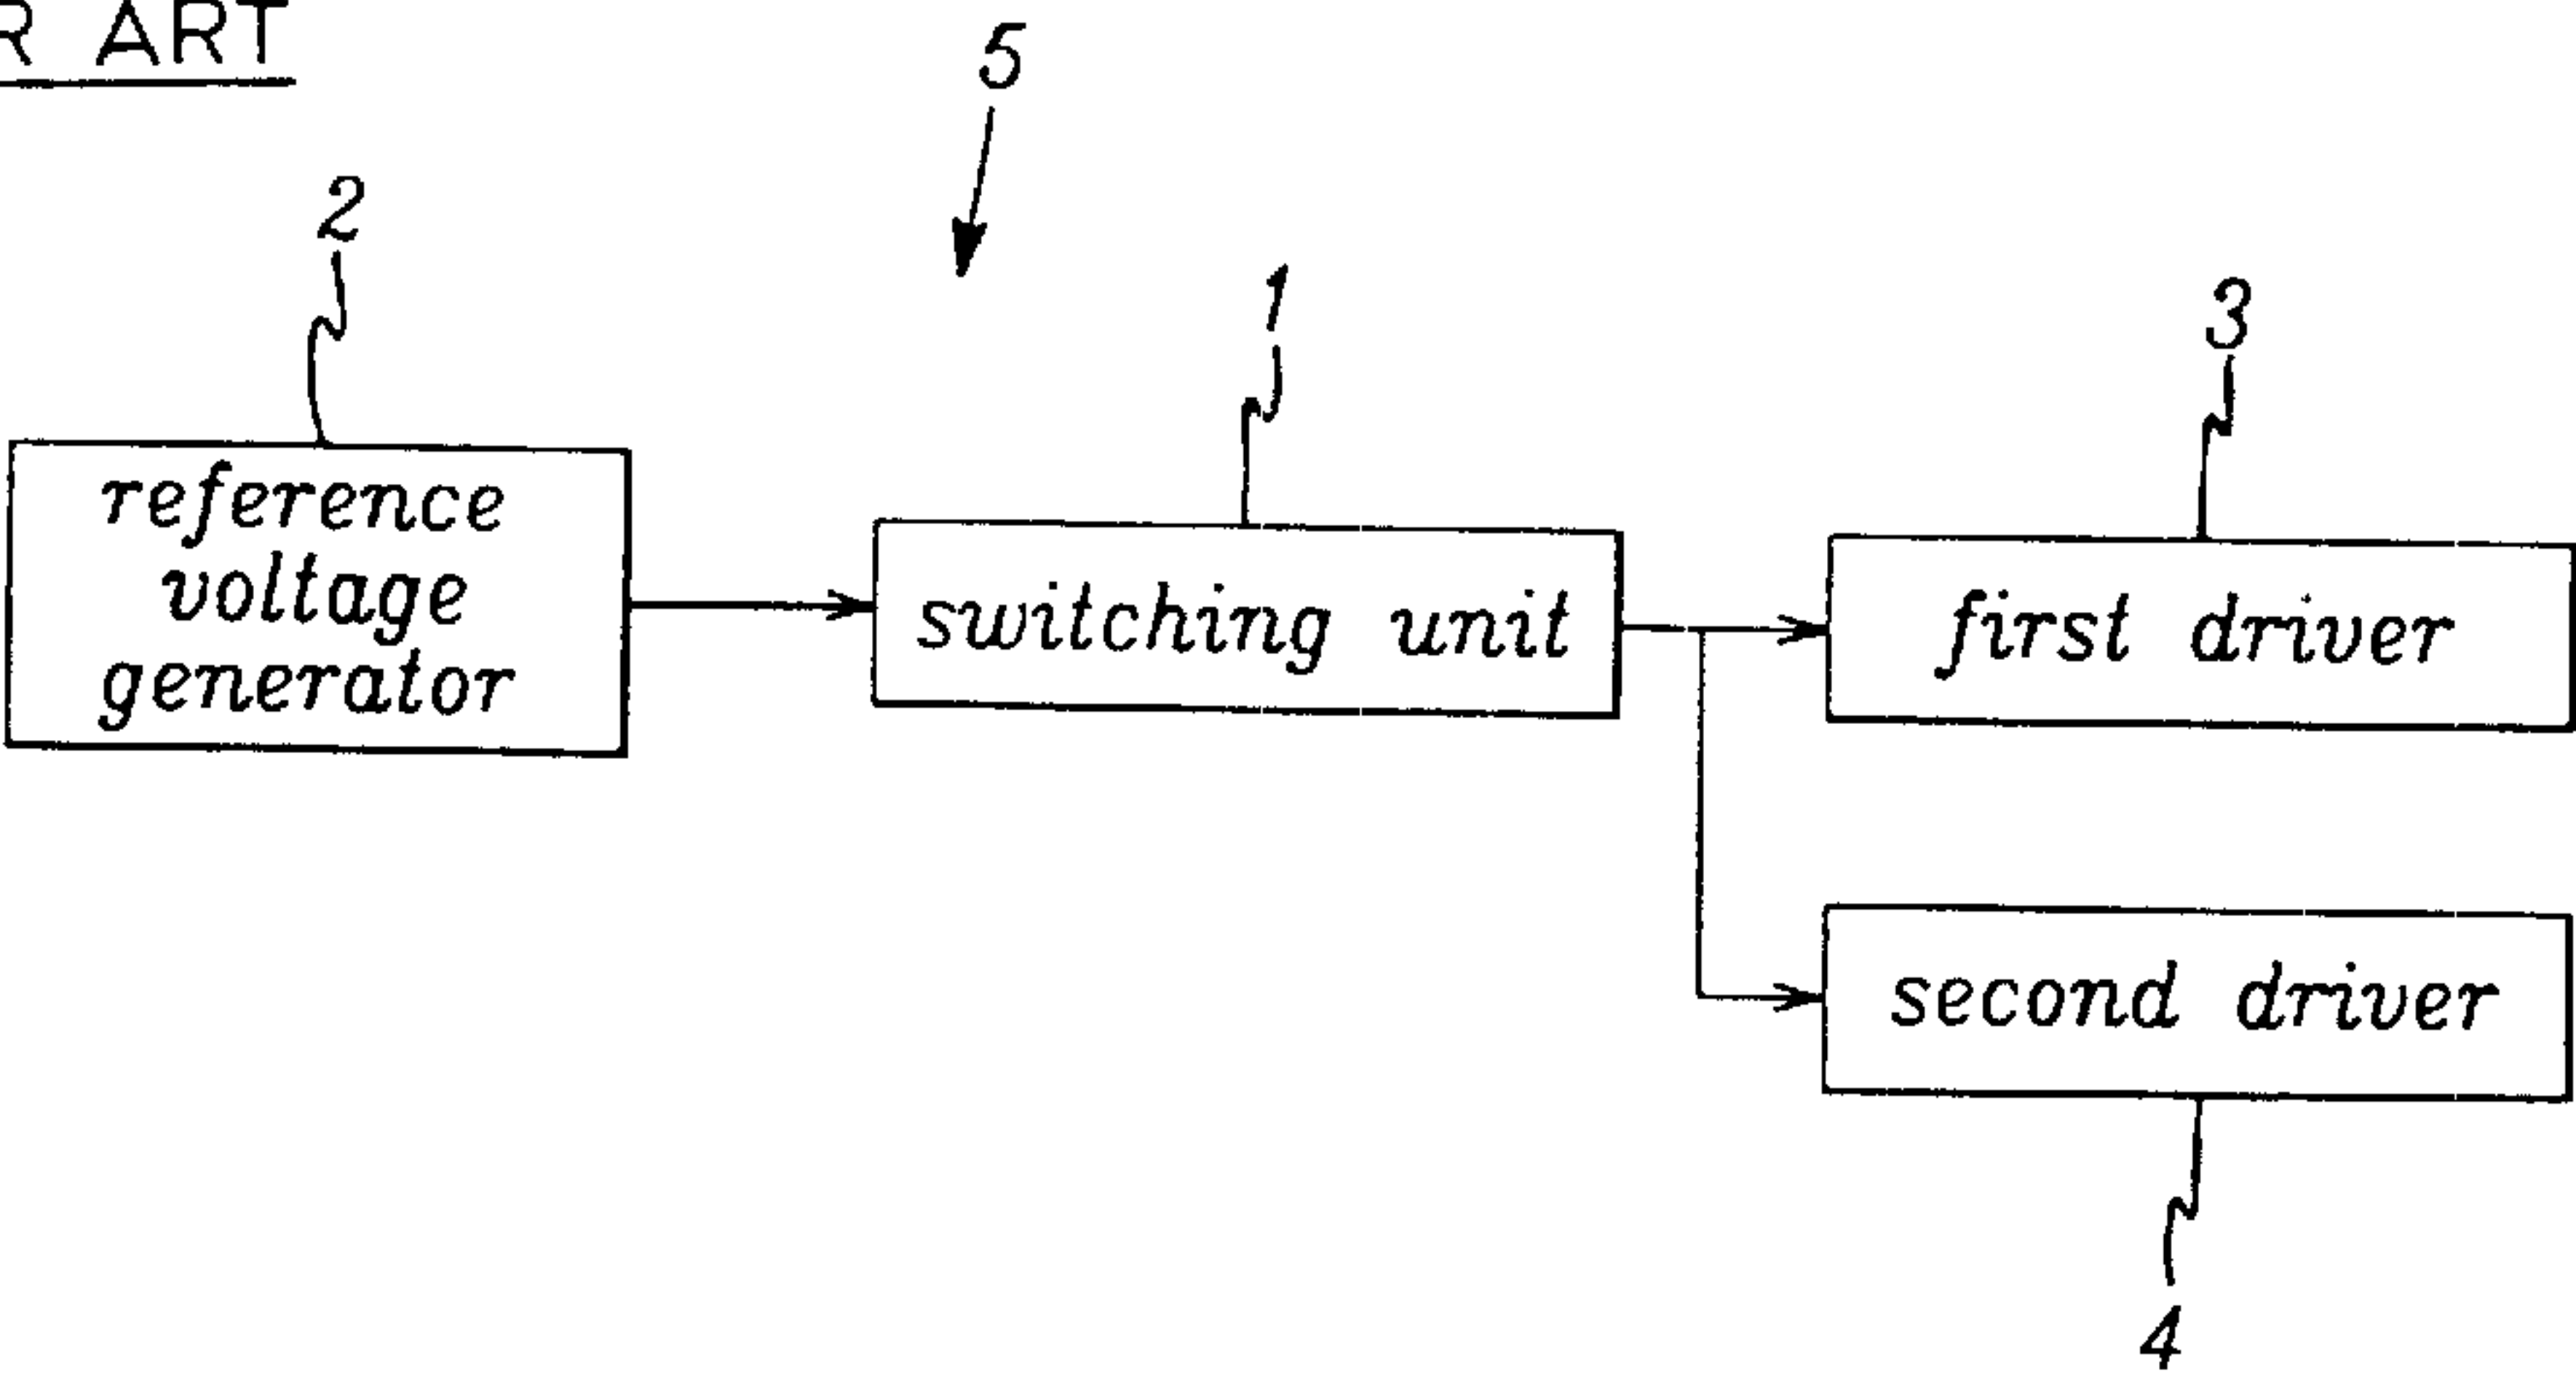 R ART
5
2
1
3
reference
voltage
generator
switching unit
first driver
second driver
4